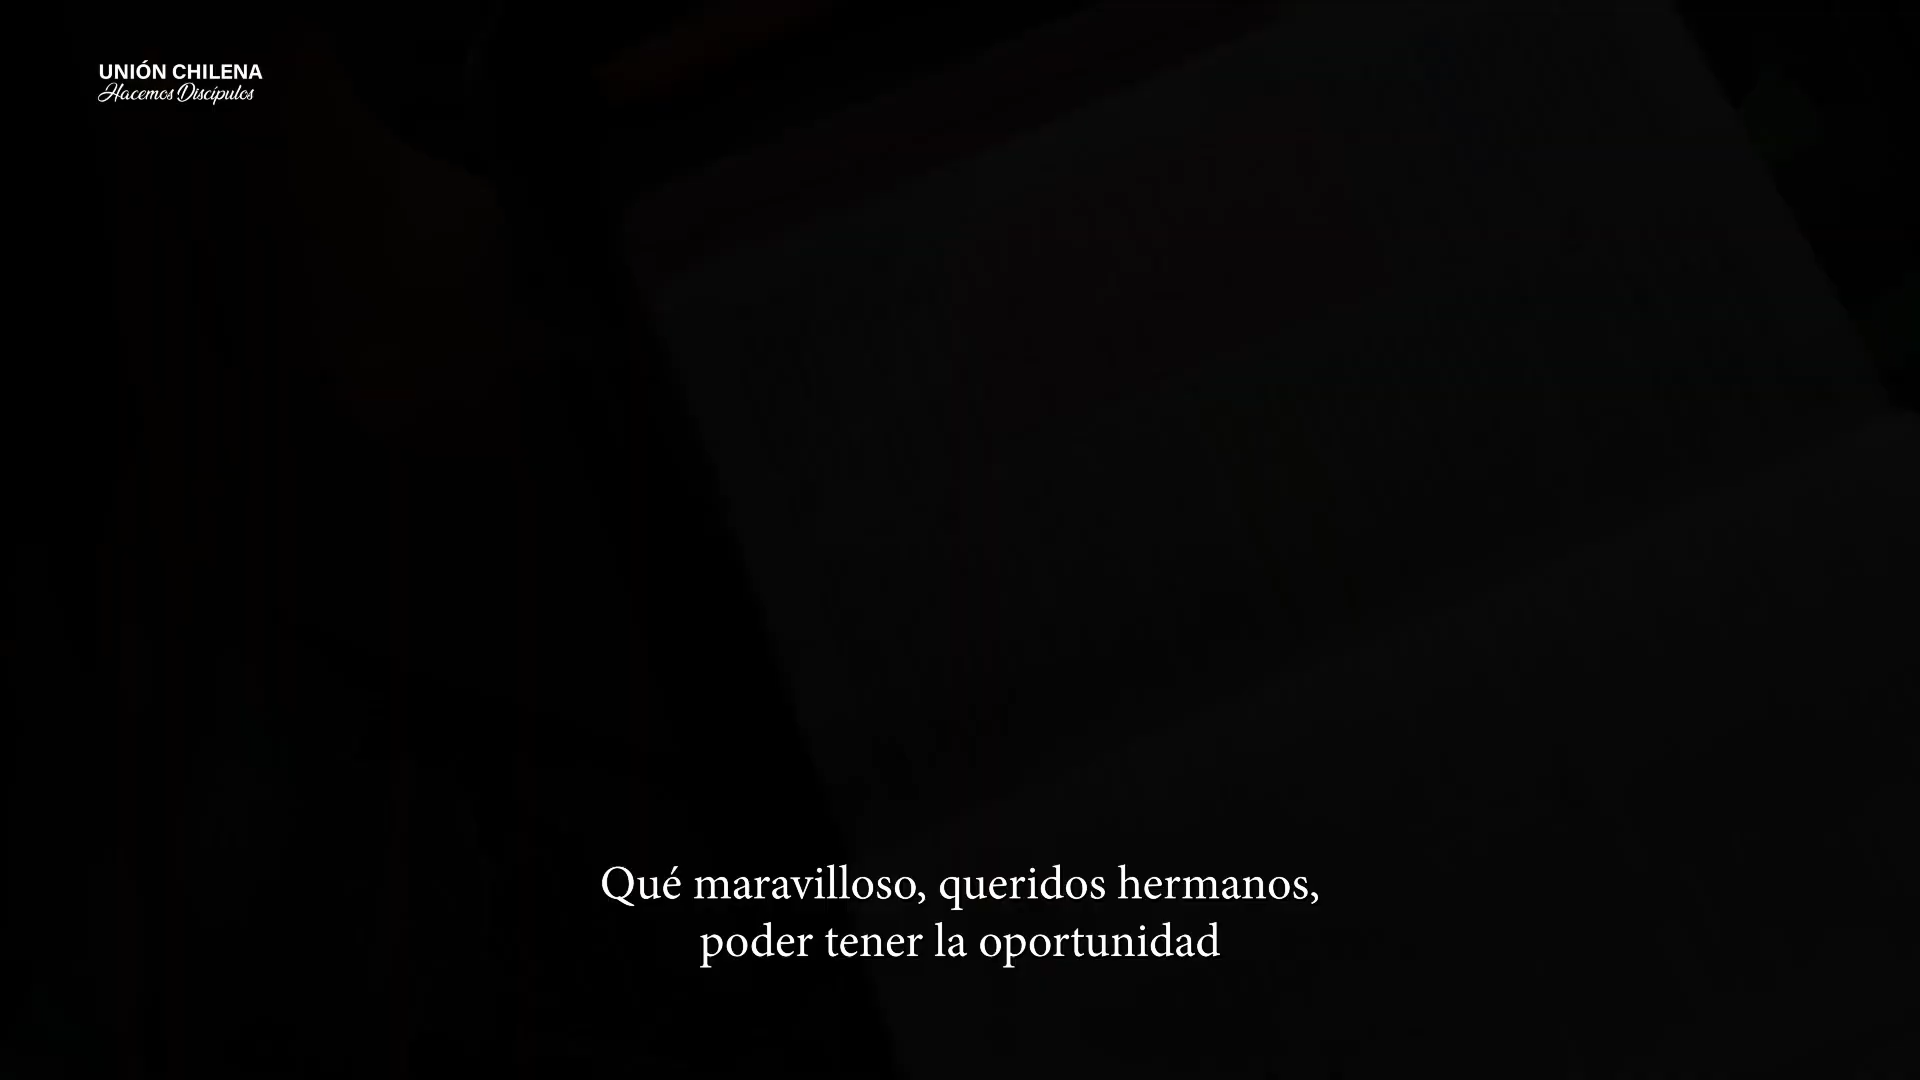 UNIÓN CHILENA
Hacemos Discípulos
Qué maravilloso, queridos hermanos,
poder tener la oportunidad